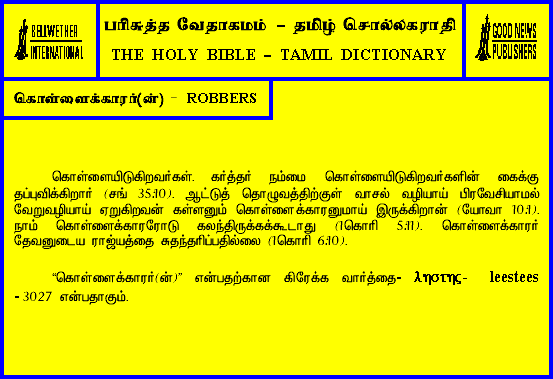 BELLWETHER
INTERNATIONAL
பரிசுத்த வேதாகமம் – தமிழ் சொல்லகராதி
THE HOLY BIBLE – TAMIL DICTIONARY
GOOD NEWS
PUBLISHERS
கொள்ளைக்காரர்(ன்) – ROBBERS
கொள்ளையிடுகிறவர்கள். கர்த்தர் நம்மை கொள்ளையிடுகிறவர்களின் கைக்கு
தப்புவிக்கிறார் (சங் 35:10). ஆட்டுத் தொழுவத்திற்குள் வாசல் வழியாய் பிரவேசியாமல்
வேறுவழியாய் ஏறுகிறவன் கள்ளனும் கொள்ளைக்காரனுமாய் இருக்கிறான் (யோவா 10:1).
நாம் கொள்ளைக்காரரோடு கலந்திருக்கக்கூடாது (1கொரி 5:11). கொள்ளைக்காரர்
தேவனுடைய ராஜ்யத்தை சுதந்தரிப்பதில்லை (1கொரி 6:10).
“கொள்ளைக்காரர்(ன்)” என்பதற்கான கிரேக்க வார்த்தை- ληστης- leestees
- 3027 என்பதாகும்.